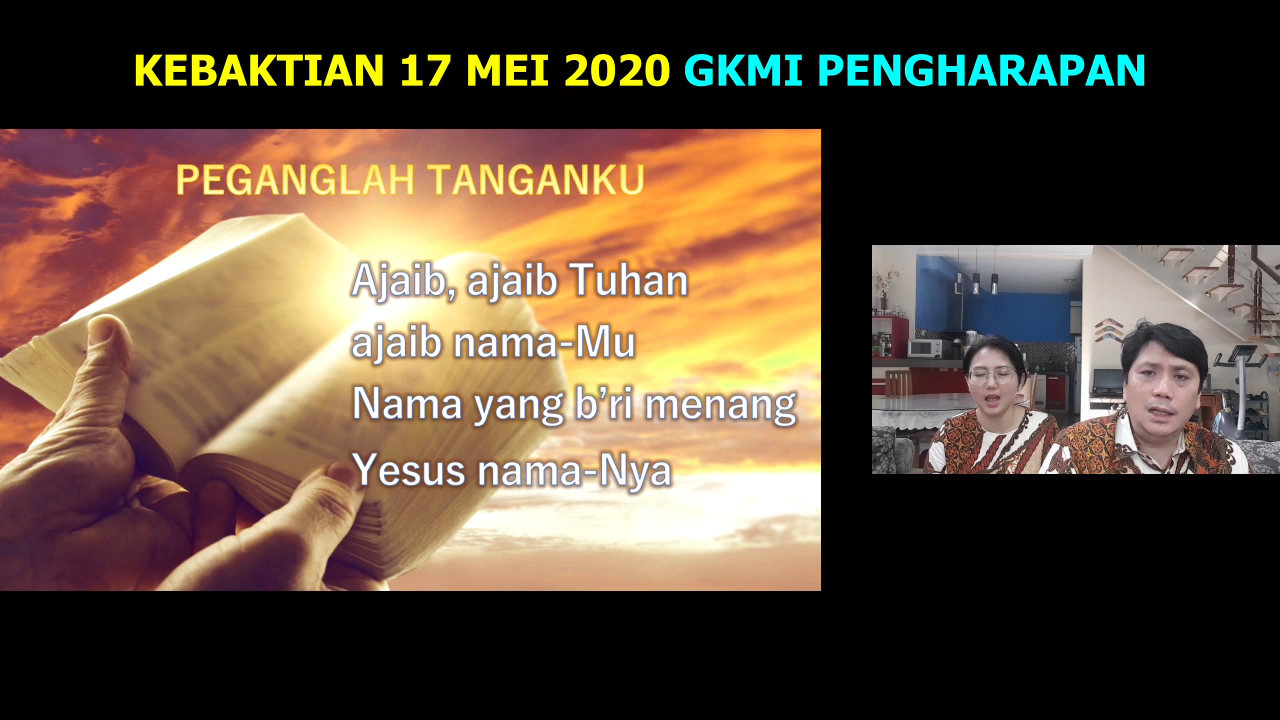 KEBAKTIAN 17 MEI 2020 GKMI PENGHARAPAN
PEGANGLAH TANGANKU
Ajaib, ajaib Tuhan
ajaib nama-Mu
Nama yang b’ri menang
Yesus nama-Nya